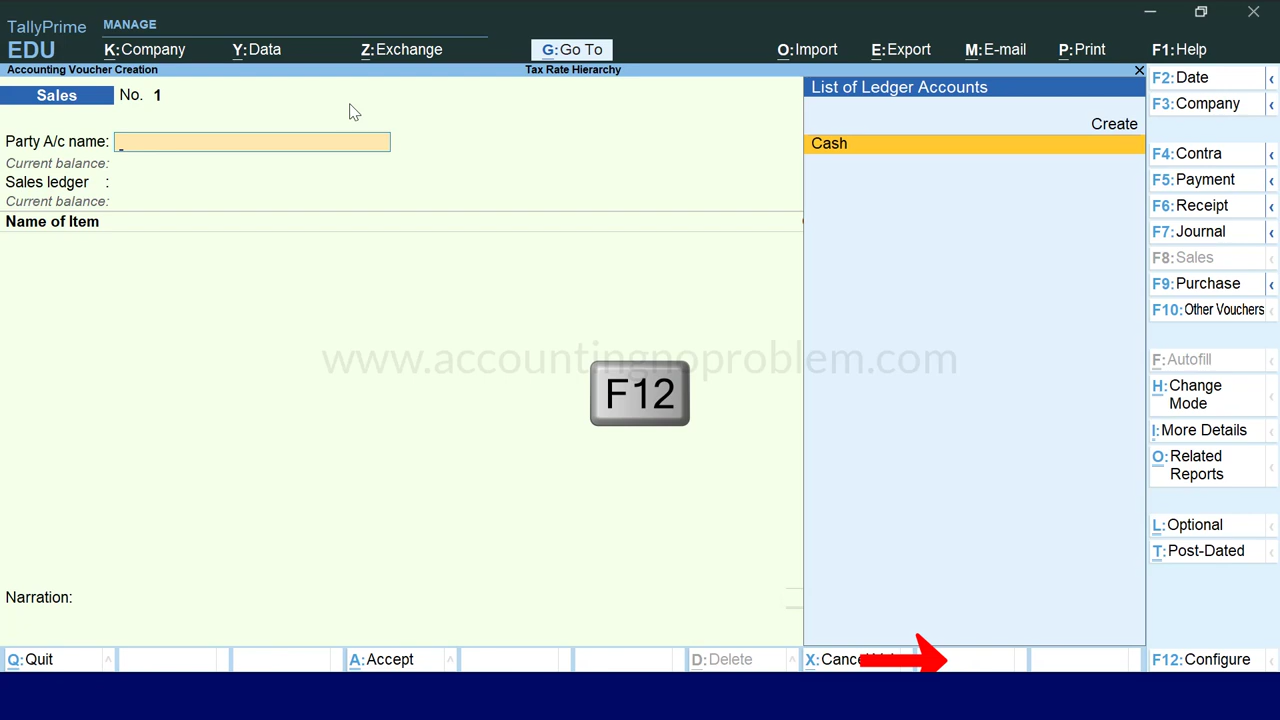 TallyPrime
EDU
MANAGE
K:Company
Y:Data
Z:Exchange
G:Go To
O:Import
E:Export
M:E-mail
P:Print
F1:Help
Accounting Voucher Creation
Tax Rate Hierarchy
Sales No. 1
Party A/c name:
Current balance:
Sales ledger :
Current balance:
Name of Item
Narration:
List of Ledger Accounts
Create
Cash
www.accountingnoproblem.com
F12
F2:Date
F3:Company
F4:Contra
F5:Payment
F6:Receipt
F7:Journal
F8:Sales
F9:Purchase
F10:Other Vouchers
F:Autofill
H:Change
Mode
I:More Details
O:Related
Reports
L:Optional
T:Post-Dated
F12:Configure
Q:Quit
A:Accept
D:Delete